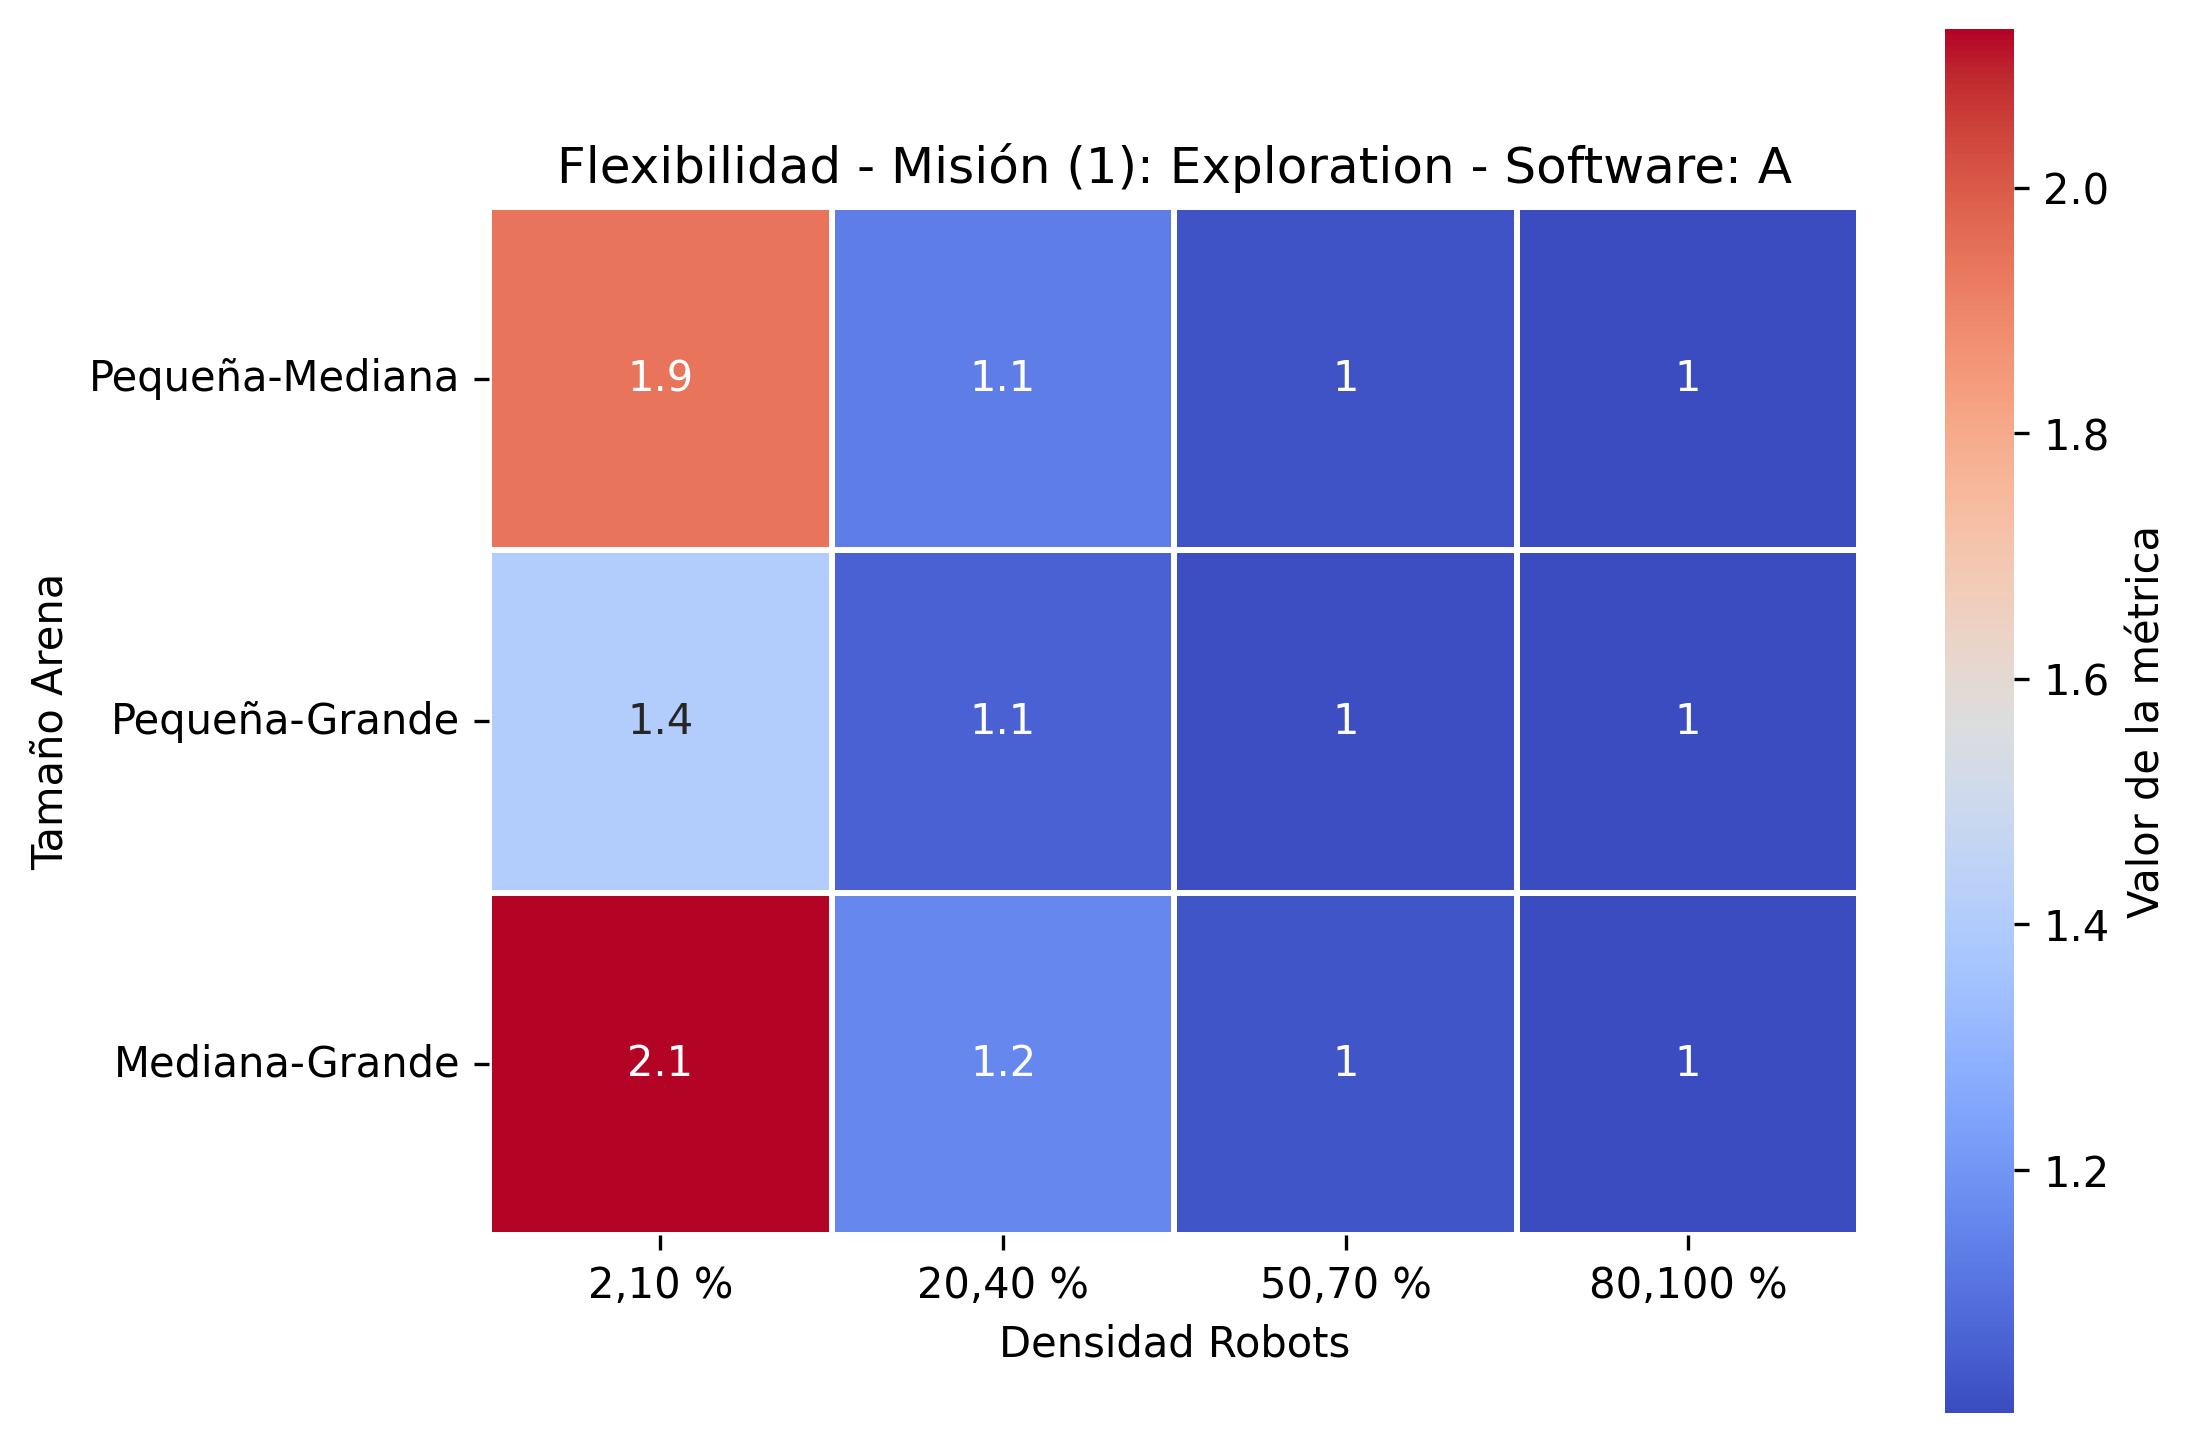 Flexibilidad - Misión (1): Exploration - Software: A
Tamaño Arena
Pequeña-Mediana
1.9 1.1 1 1
Pequeña-Grande
1.4 1.1 1 1
Mediana-Grande
2.1 1.2 1 1
2,10 % 20,40 % 50,70 % 80,100 %
Densidad Robots
2.0
1.8
1.6
1.4
1.2
Valor de la métrica